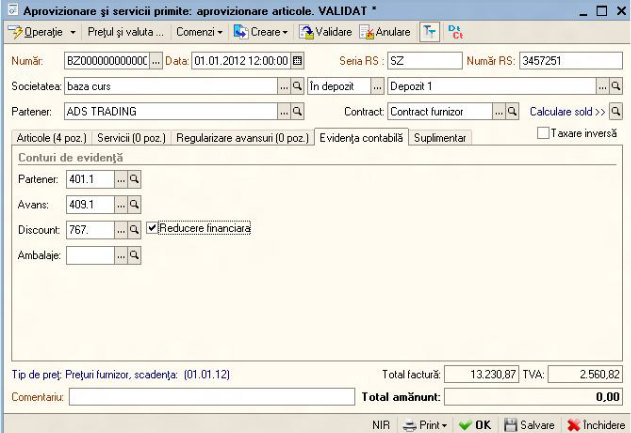 Aprovizionare şi servicii primite: aprovizionare articole. VALIDAT *
Operaţie Preţul şi valuta ... Comenzi Creare Validare Anulare
Număr: BZ00000000000C ... Data: 01.01.2012 12:00:00 Seria RS : SZ Număr RS: 3457251
Societatea: baza curs ... În depozit ... Depozit 1 ...
Partener: ADS TRADING ... Contract: Contract furnizor ... Calculare sold >>
Articole (4 poz.) Servicii (0 poz.) Regularizare avansuri (0 poz.) Evidenţa contabilă Suplimentar Taxare inversă
Conturi de evidenţă
Partener: 401.1 ...
Avans: 409.1 ...
Discount: 767. ... Reducere financiara
Ambalaje: ...
Tip de preţ: Preţuri furnizor, scadenţa: (01.01.12) Total factură: 13.230,87 TVA: 2.560,82
Comentariu: Total amănunt: 0,00
NIR Print OK Salvare Închidere